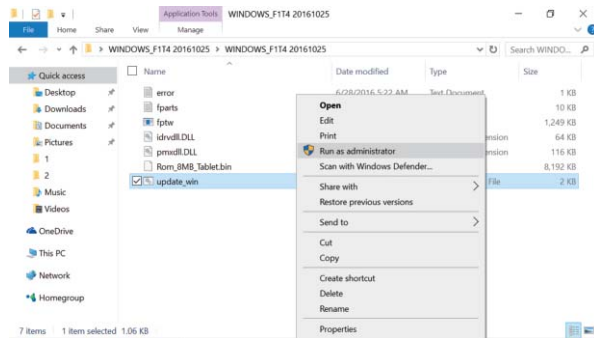 Application Tools WINDOWS_F1T4 20161025
File Home Share View Manage
WINDOWS_F1T4 20161025 > WINDOWS_F1T4 20161025 Search WINDO...
Name Date modified Type Size
Quick access
Desktop
Downloads
Documents
Pictures
1
2
Music
Videos
OneDrive
This PC
Network
Homegroup
error 6/28/2016 5:22 AM Text Document 1 KB
fparts 10 KB
fptw 1,249 KB
idrvdll.DLL ension 64 KB
pmxdll.DLL ension 116 KB
Rom_8MB_Tablet.bin 8,192 KB
update_win File 2 KB
Open
Edit
Print
Run as administrator
Scan with Windows Defender...
Share with
Restore previous versions
Send to
Cut
Copy
Create shortcut
Delete
Rename
Properties
7 items 1 item selected 1.06 KB